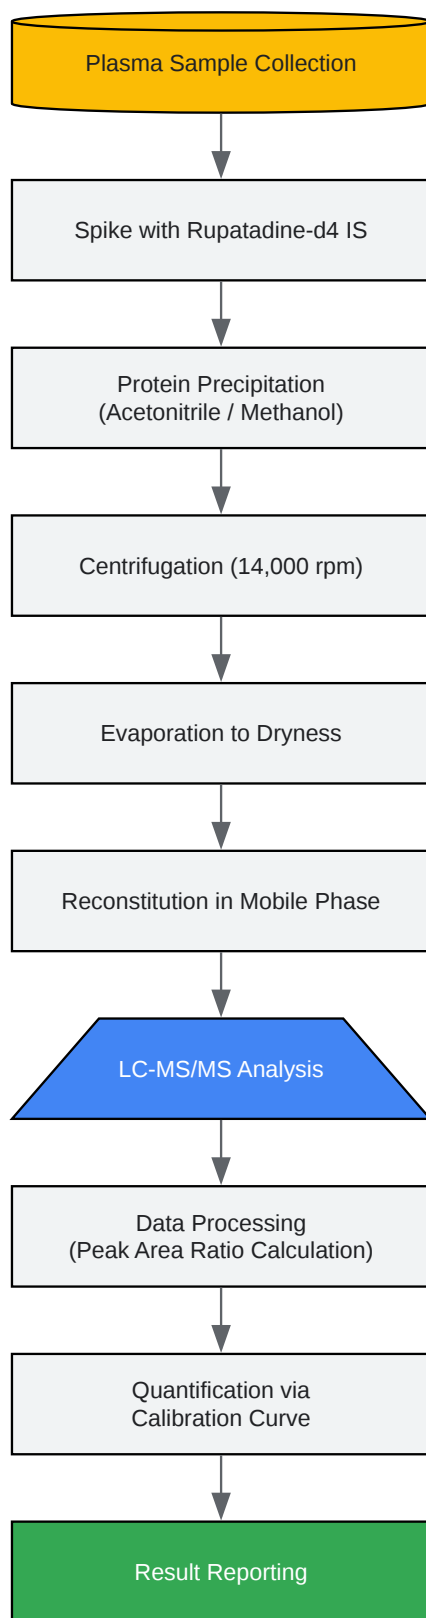 Plasma Sample Collection
Spike with Rupatadine-d4 IS
Protein Precipitation
(Acetonitrile / Methanol)
Centrifugation (14,000 rpm)
Evaporation to Dryness
Reconstitution in Mobile Phase
LC-MS/MS Analysis
Data Processing
(Peak Area Ratio Calculation)
Quantification via
Calibration Curve
Result Reporting